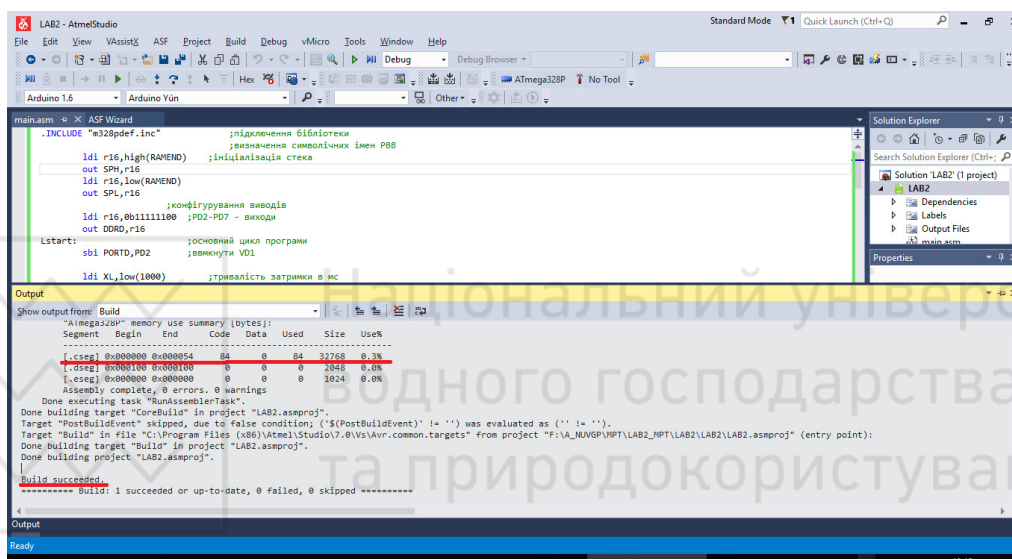 LAB2 - AtmelStudio
Standard Mode
1
Quick Launch (Ctrl+Q)
File Edit View VAssistX ASF Project Build Debug vMicro Tools Window Help
Debug
Debug Browser
Hex
ATmega328P
No Tool
Arduino 1.6
Arduino Yún
Other
main.asm
ASF Wizard
.INCLUDE "m328pdef.inc" ;підключення бібліотеки
;визначення символічних імен РВВ
ldi r16,high(RAMEND) ;ініціалізація стека
out SPH,r16
ldi r16,low(RAMEND)
out SPL,r16
;конфігурування виводів
ldi r16,0b11111100 ;PD2-PD7 - виходи
out DDRD,r16
Lstart: ;основний цикл програми
sbi PORTD,PD2 ;ввмкнути VD1
ldi XL,low(1000) ;тривалість затримки в мс
Solution Explorer
Search Solution Explorer (Ctrl+;
Solution 'LAB2' (1 project)
LAB2
Dependencies
Labels
Output Files
main.asm
Properties
Output
Show output from: Build
"ATmega328P" memory use summary [bytes]:
Segment Begin End Code Data Used Size Use%
---------------------------------------------------------------
[.cseg] 0x000000 0x000054 84 0 84 32768 0.3%
[.dseg] 0x000100 0x000100 0 0 0 2048 0.0%
[.eseg] 0x000000 0x000000 0 0 0 1024 0.0%
Assembly complete, 0 errors. 0 warnings
Done executing task "RunAssemblerTask".
Done building target "CoreBuild" in project "LAB2.asmproj".
Target "PostBuildEvent" skipped, due to false condition; ('$(PostBuildEvent)' != '') was evaluated as ('' != '').
Target "Build" in file "C:\Program Files (x86)\Atmel\Studio\7.0\Vs\Avr.common.targets" from project "F:\A_NUVGP\MPT\LAB2_MPT\LAB2\LAB2\LAB2.asmproj" (entry point):
Done building target "Build" in project "LAB2.asmproj".
Done building project "LAB2.asmproj".
Build succeeded.
========== Build: 1 succeeded or up-to-date, 0 failed, 0 skipped ==========
Output
Ready
Національний універс
водного господарства
та природокористува